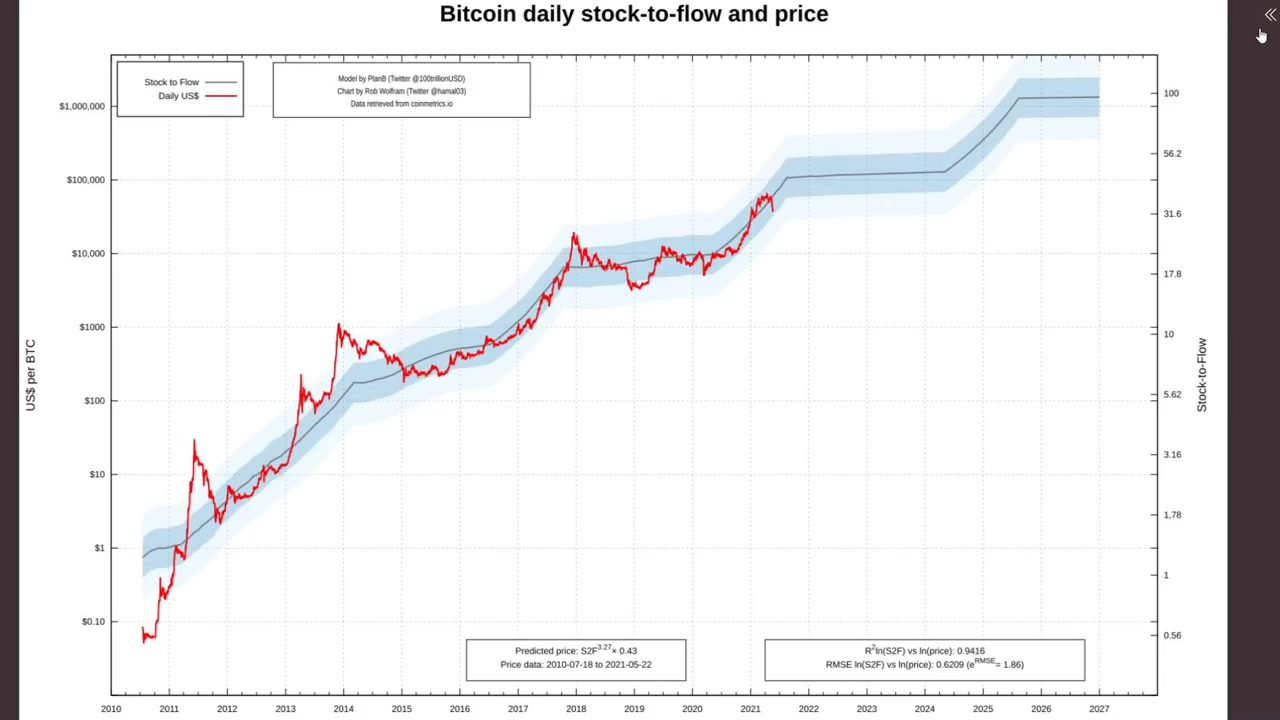 Bitcoin daily stock-to-flow and price
Stock to Flow
Daily US$
Model by PlanB (Twitter @100trillionUSD)
Chart by Rob Wolfram (Twitter @hamal03)
Data retrieved from coinmetrics.io
$1,000,000
$100,000
$10,000
$1000
$100
$10
$1
$0.10
US$ per BTC
100
56.2
31.6
17.8
10
5.62
3.16
1,78
1
0.56
Stock-to-Flow
Predicted price: S2F^3.27 × 0.43
Price data: 2010-07-18 to 2021-05-22
R²ln(S2F) vs ln(price): 0.9416
RMSE ln(S2F) vs ln(price): 0.6209 (e^RMSE = 1.86)
2010 2011 2012 2013 2014 2015 2016 2017 2018 2019 2020 2021 2022 2023 2024 2025 2026 2027